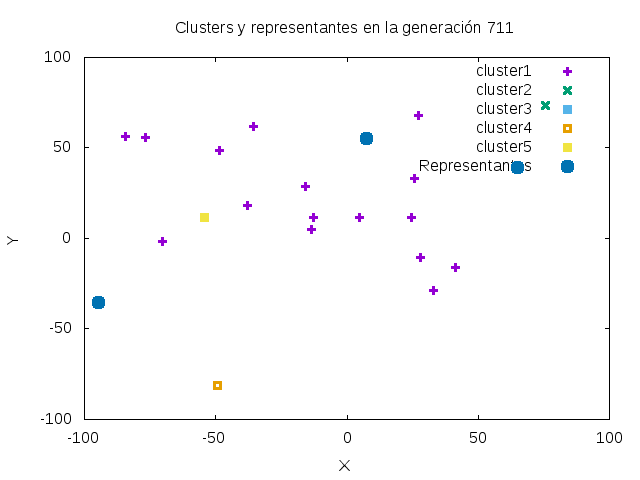 Clusters y representantes en la generación 711
100
50
0
-50
-100
-100
-50
0
50
100
X
Y
cluster1
cluster2
cluster3
cluster4
cluster5
Representantes